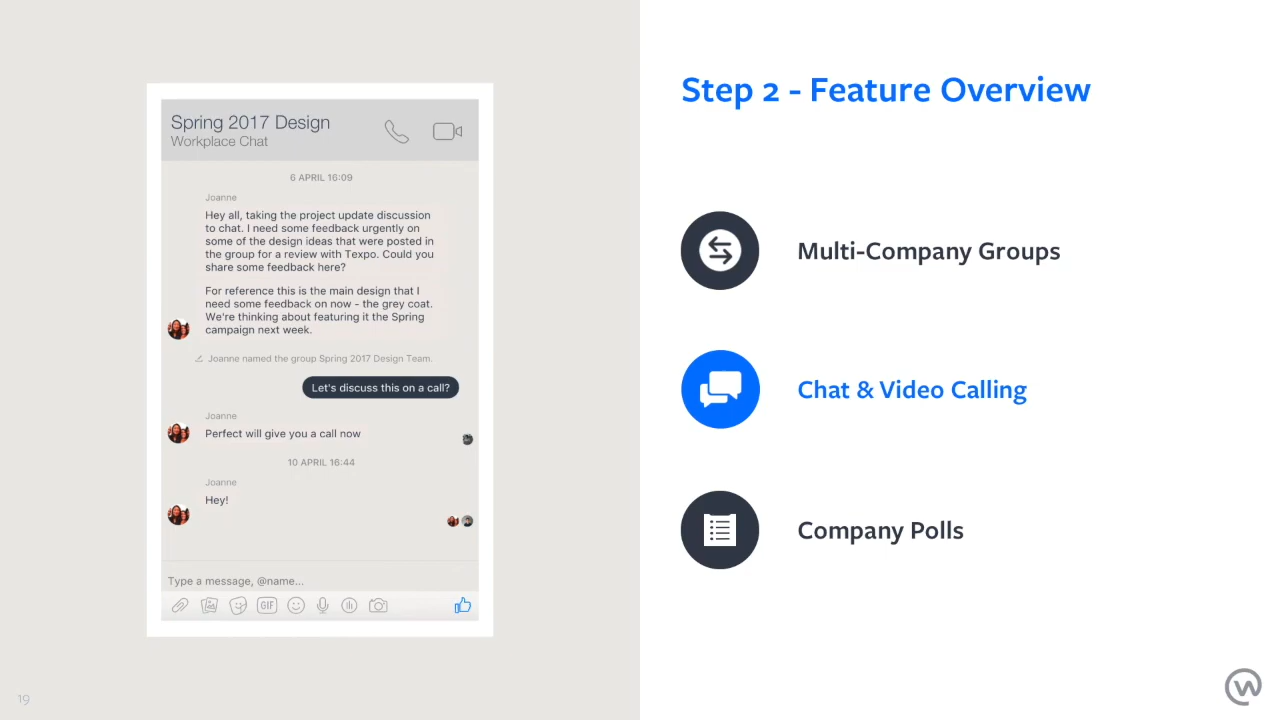 Spring 2017 Design
Workplace Chat
6 APRIL 16:09
Joanne
Hey all, taking the project update discussion
to chat. I need some feedback urgently on
some of the design ideas that were posted in
the group for a review with Texpo. Could you
share some feedback here?
For reference this is the main design that I
need some feedback on now - the grey coat.
We're thinking about featuring it the Spring
campaign next week.
Joanne named the group Spring 2017 Design Team.
Let's discuss this on a call?
Joanne
Perfect will give you a call now
10 APRIL 16:44
Joanne
Hey!
Type a message, @name...
GIF
19
Step 2 - Feature Overview
Multi-Company Groups
Chat & Video Calling
Company Polls